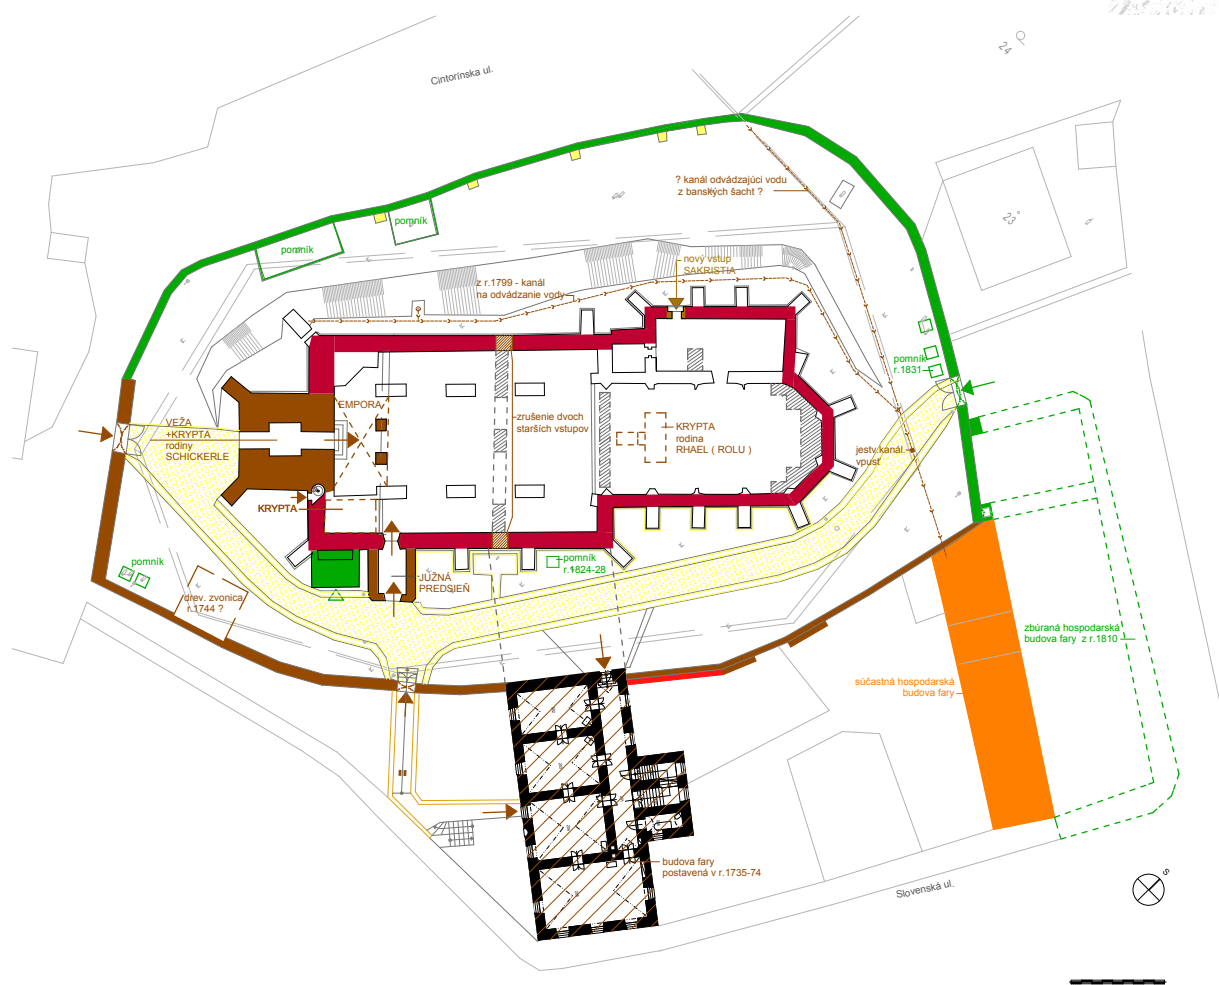 24
Cintorínska ul.
? kanál odvádzajúci vodu
z banských šacht ?
23
pomník
pomník
nový vstup
SAKRISTIA
z r.1799 - kanál
na odvádzanie vody
pomník
r.1831
EMPORA
VEŽA
+KRYPTA
rodiny
SCHICKERLE
zrušenie dvoch
starších vstupov
KRYPTA
rodina
RHAEL ( ROLU )
jestv.kanál.
vpusť
KRYPTA
pomník
pomník
r.1824-28
JUŽNÁ
PREDSIEŇ
drev. zvonica
r.1744 ?
zbúraná hospodarská
budova fary z r.1810
súčastná hospodarská
budova fary
budova fary
postavená v r.1735-74
Slovenská ul.
S